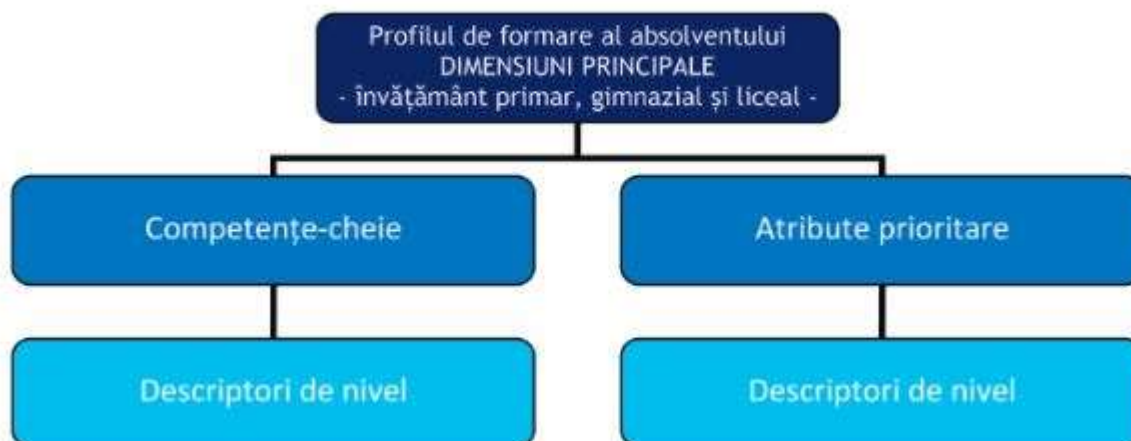 Profilul de formare al absolventului
DIMENSIUNI PRINCIPALE
- învățământ primar, gimnazial și liceal -
Competențe-cheie
Atribute prioritare
Descriptori de nivel
Descriptori de nivel